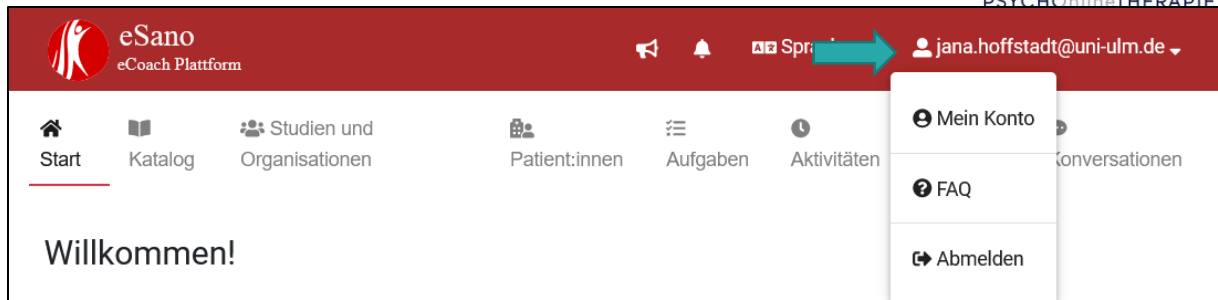 PSYCHOnlineTHERAPIE
eSano
eCoach Plattform
jana.hoffstadt@uni-ulm.de
Start
Katalog
Studien und
Organisationen
Patient:innen
Aufgaben
Aktivitäten
Konversationen
Mein Konto
FAQ
Abmelden
Willkommen!